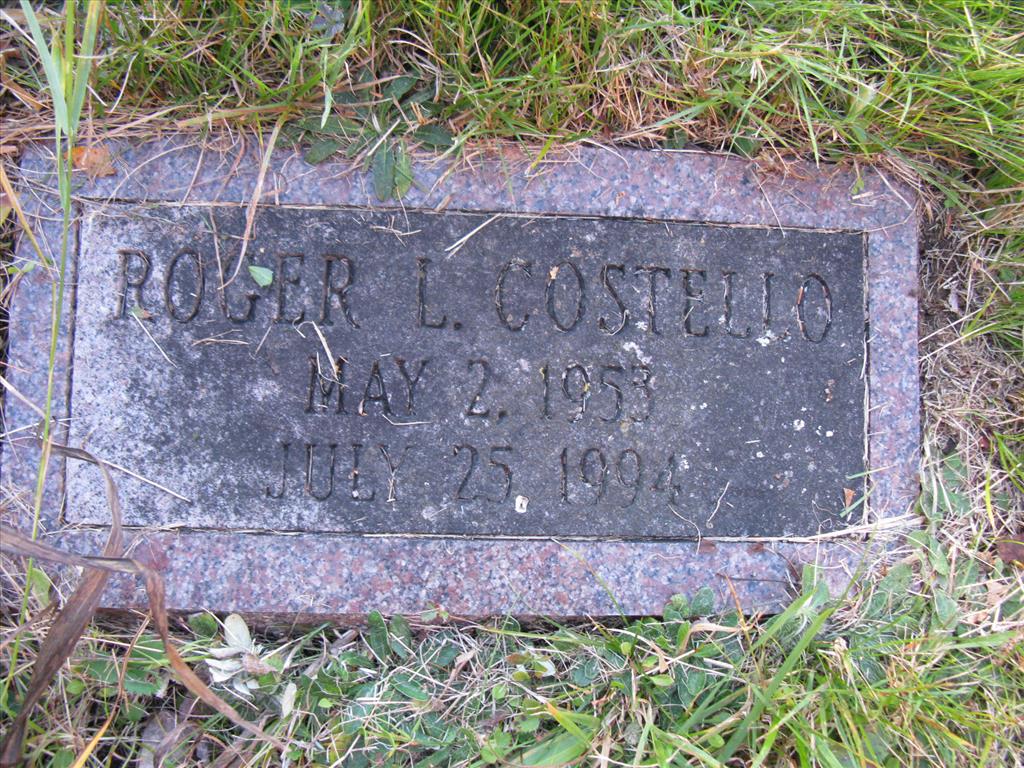 ROGER L. COSTELLO
MAY 2, 1953
JULY 25, 1994